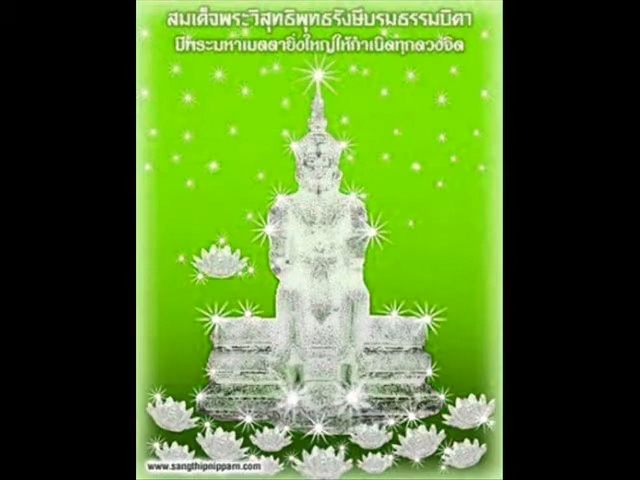 สมเด็จพระวิสุทธิพุทธรังษีบรมธรรมบิดา
มีพระมหาเมตตายิ่งใหญ่ให้กำเนิดทุกดวงจิต
www.sangthipnipparn.com